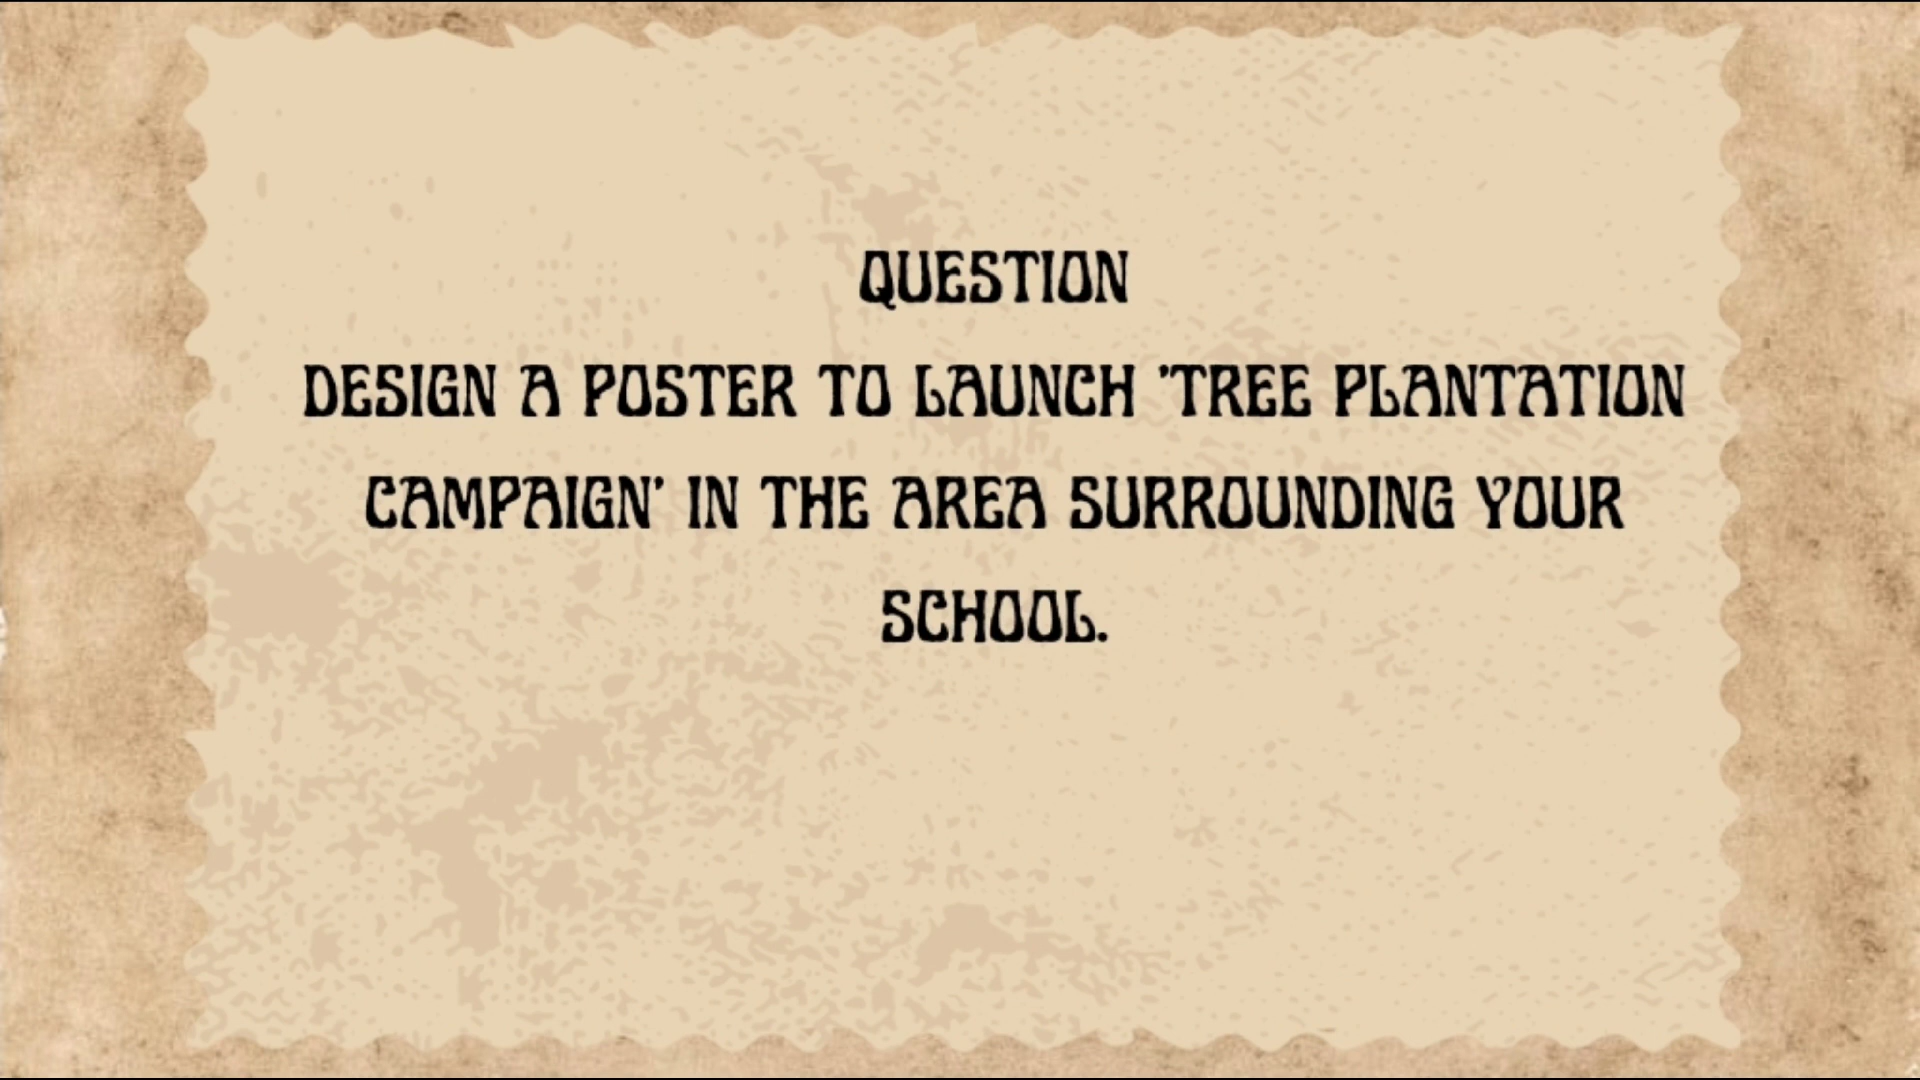 QUESTION
DESIGN A POSTER TO LAUNCH 'TREE PLANTATION
CAMPAIGN' IN THE AREA SURROUNDING YOUR
SCHOOL.